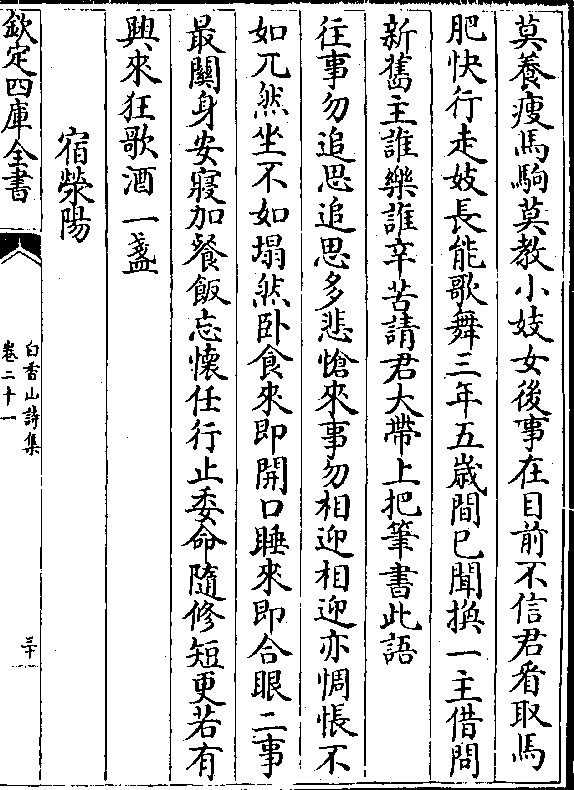 莫養瘦馬駒莫教小妓女後事在目前不信君看取馬
肥快行走妓長能歌舞三年五歲間已聞換一主借問
新舊主誰樂誰辛苦請君大帶上把筆書此語
往事勿追思追思多悲愴來事勿相迎相迎亦惆悵不
如兀然坐不如塌然卧食來即開口睡來即合眼二事
最關身安寢加餐飯忘懷任行止委命隨修短更若有
興來狂歌酒一盞
宿滎陽
欽定四庫全書
白香山詩集
卷二十一
三十